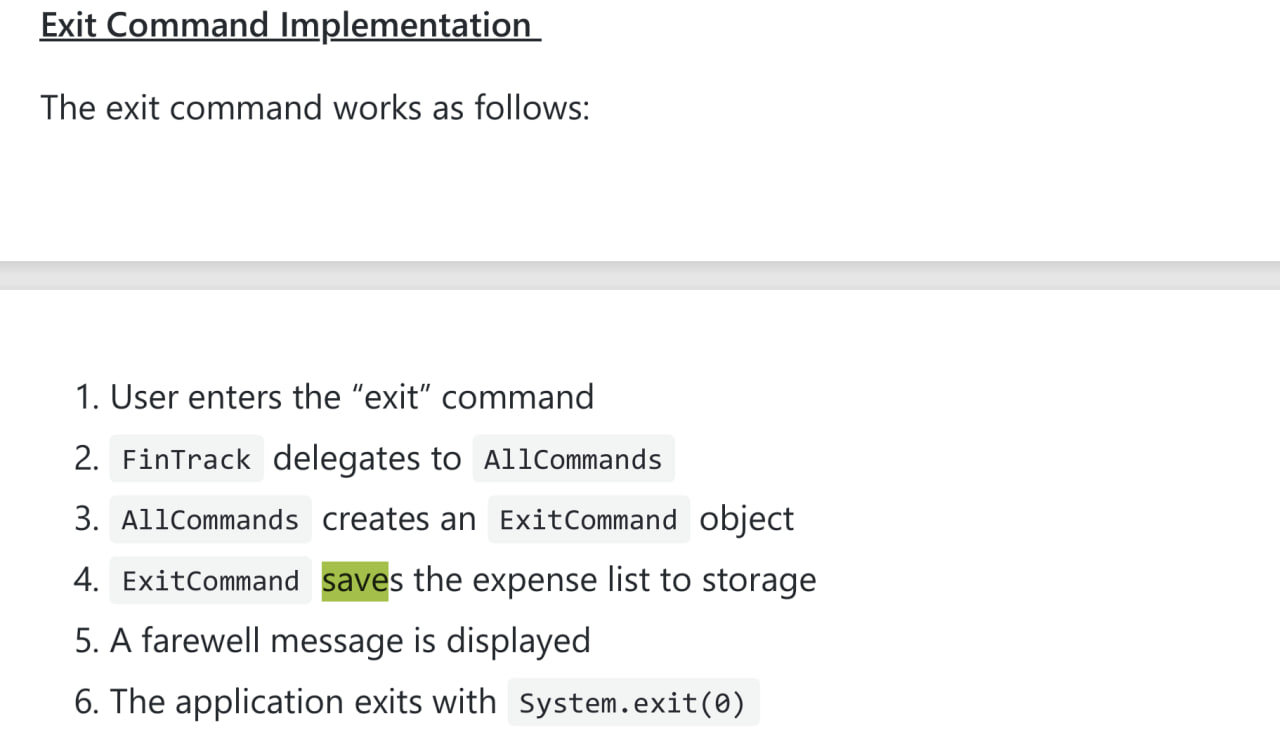 Exit Command Implementation
The exit command works as follows:
1. User enters the “exit” command
2. FinTrack delegates to AllCommands
3. AllCommands creates an ExitCommand object
4. ExitCommand saves the expense list to storage
5. A farewell message is displayed
6. The application exits with System.exit(0)